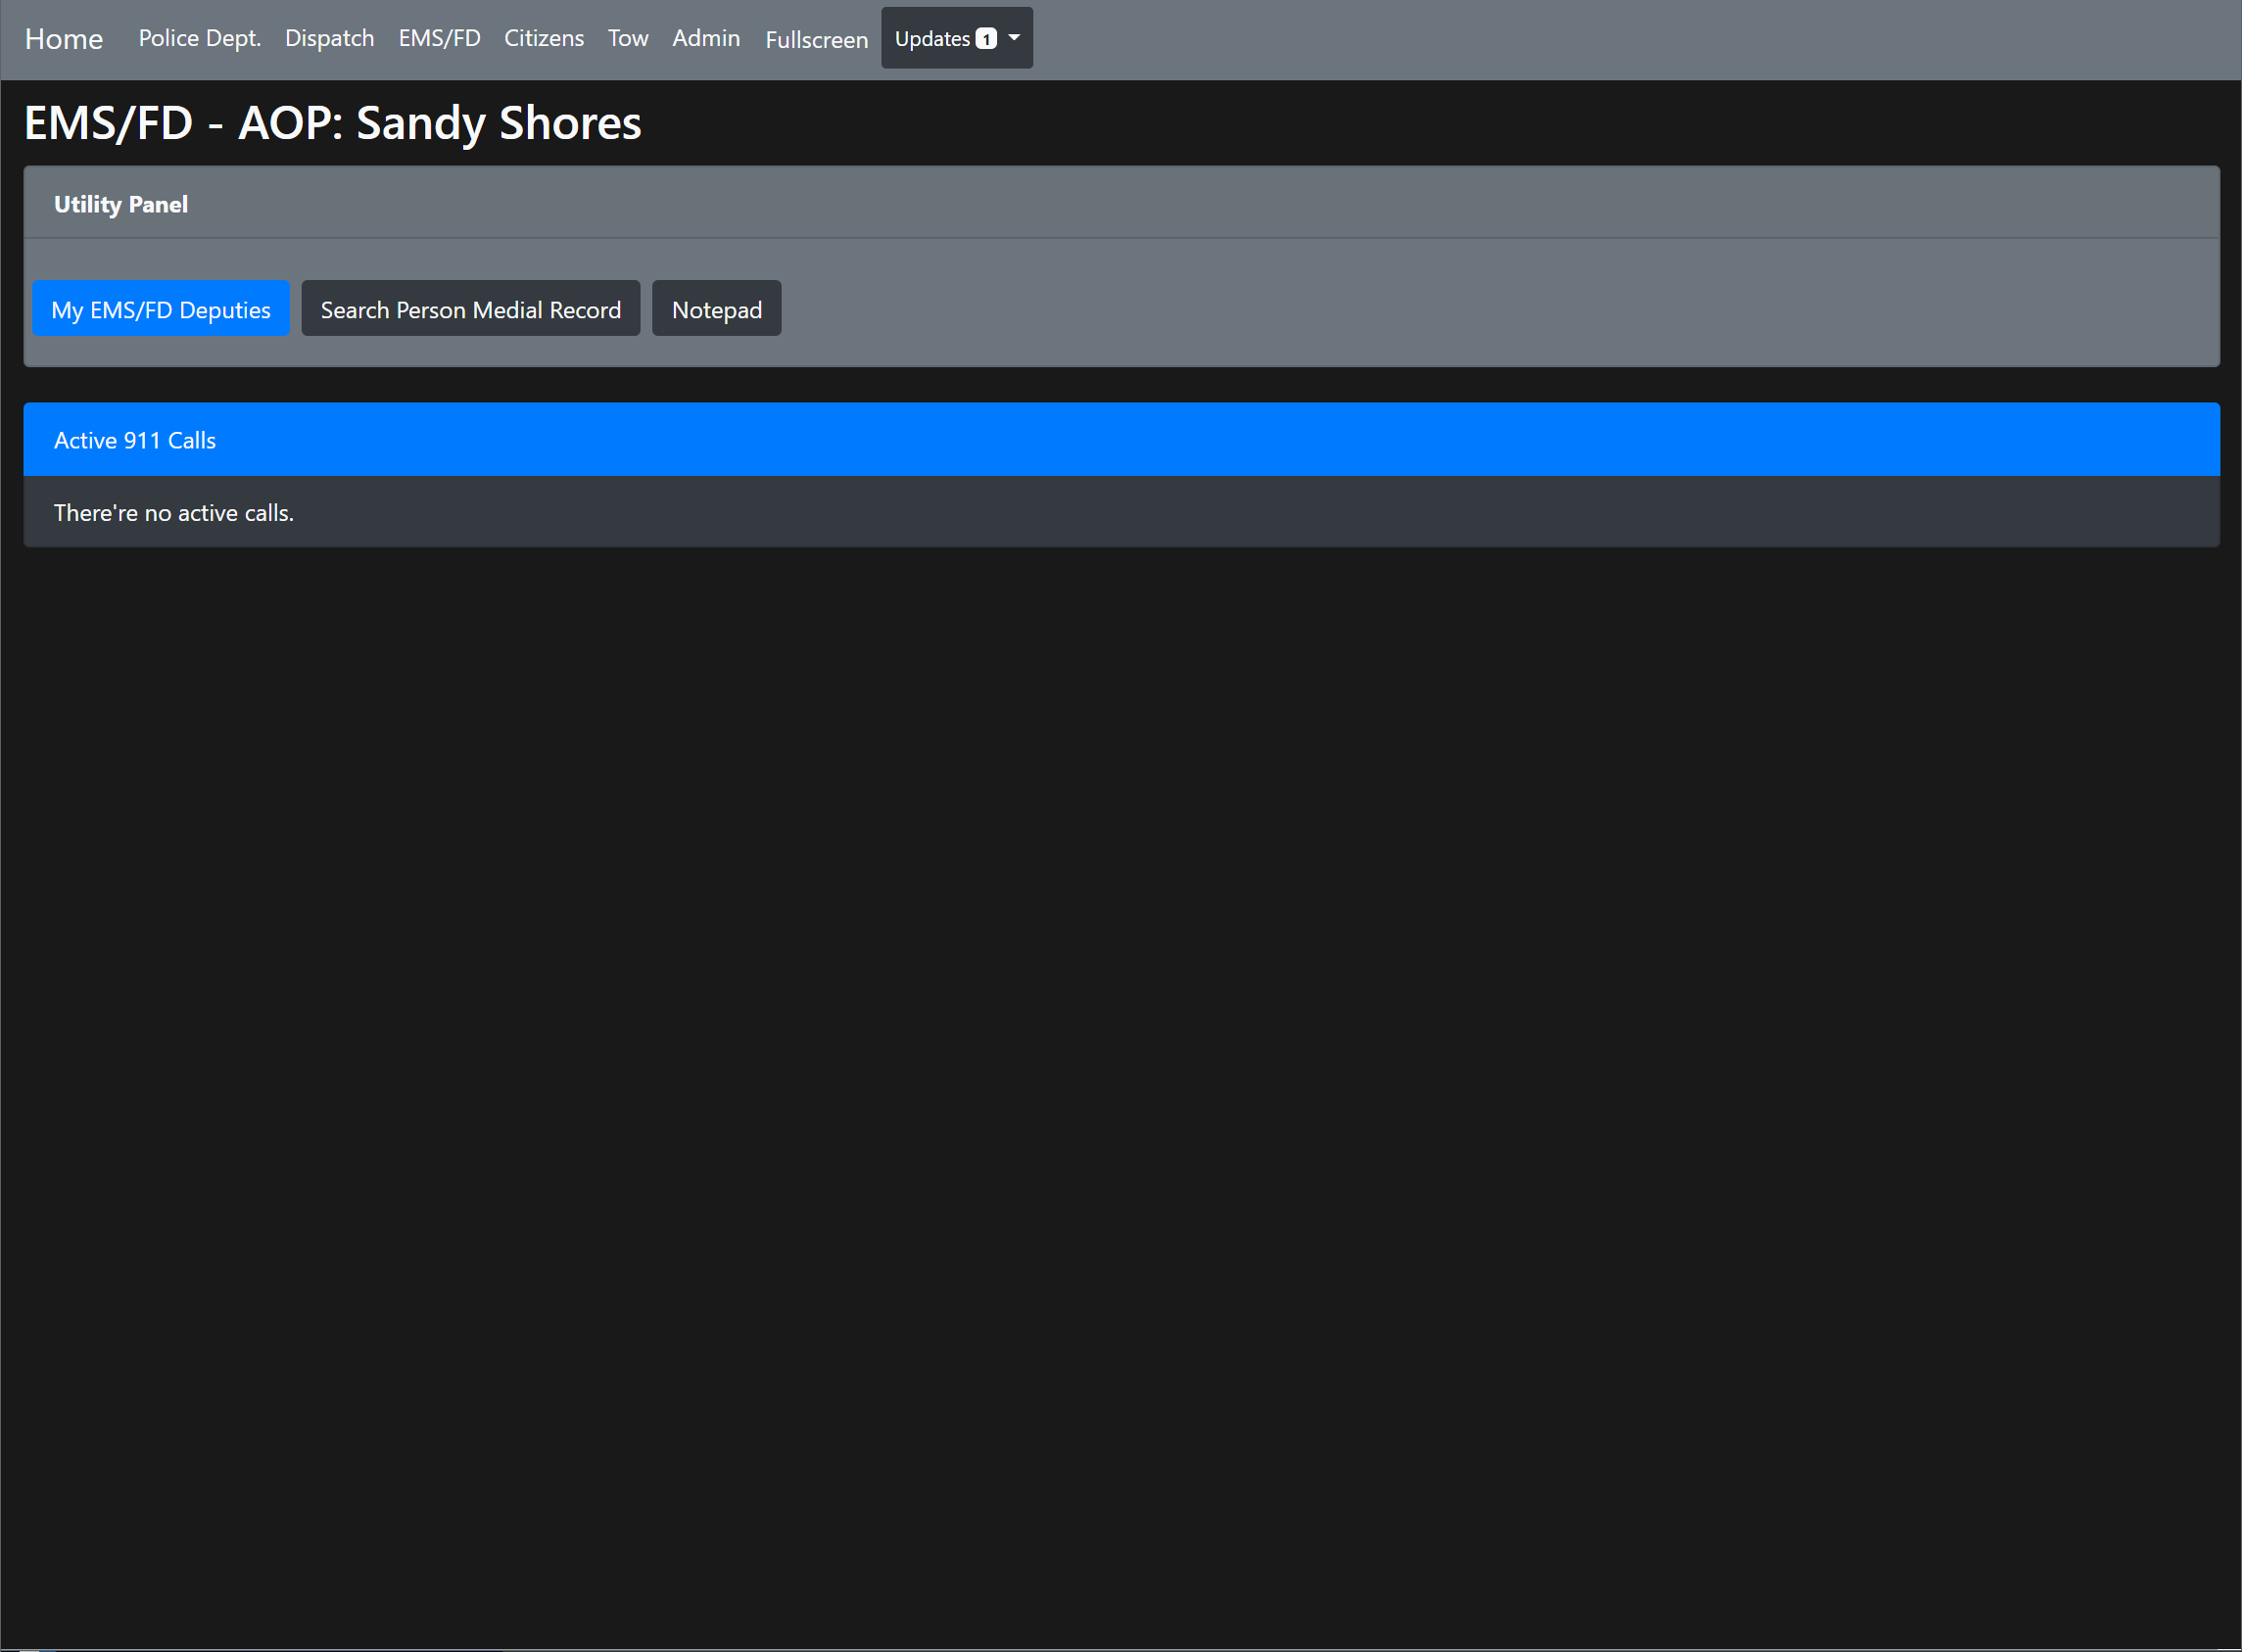 Home Police Dept. Dispatch EMS/FD Citizens Tow Admin Fullscreen Updates 1
EMS/FD - AOP: Sandy Shores
Utility Panel
My EMS/FD Deputies Search Person Medial Record Notepad
Active 911 Calls
There're no active calls.